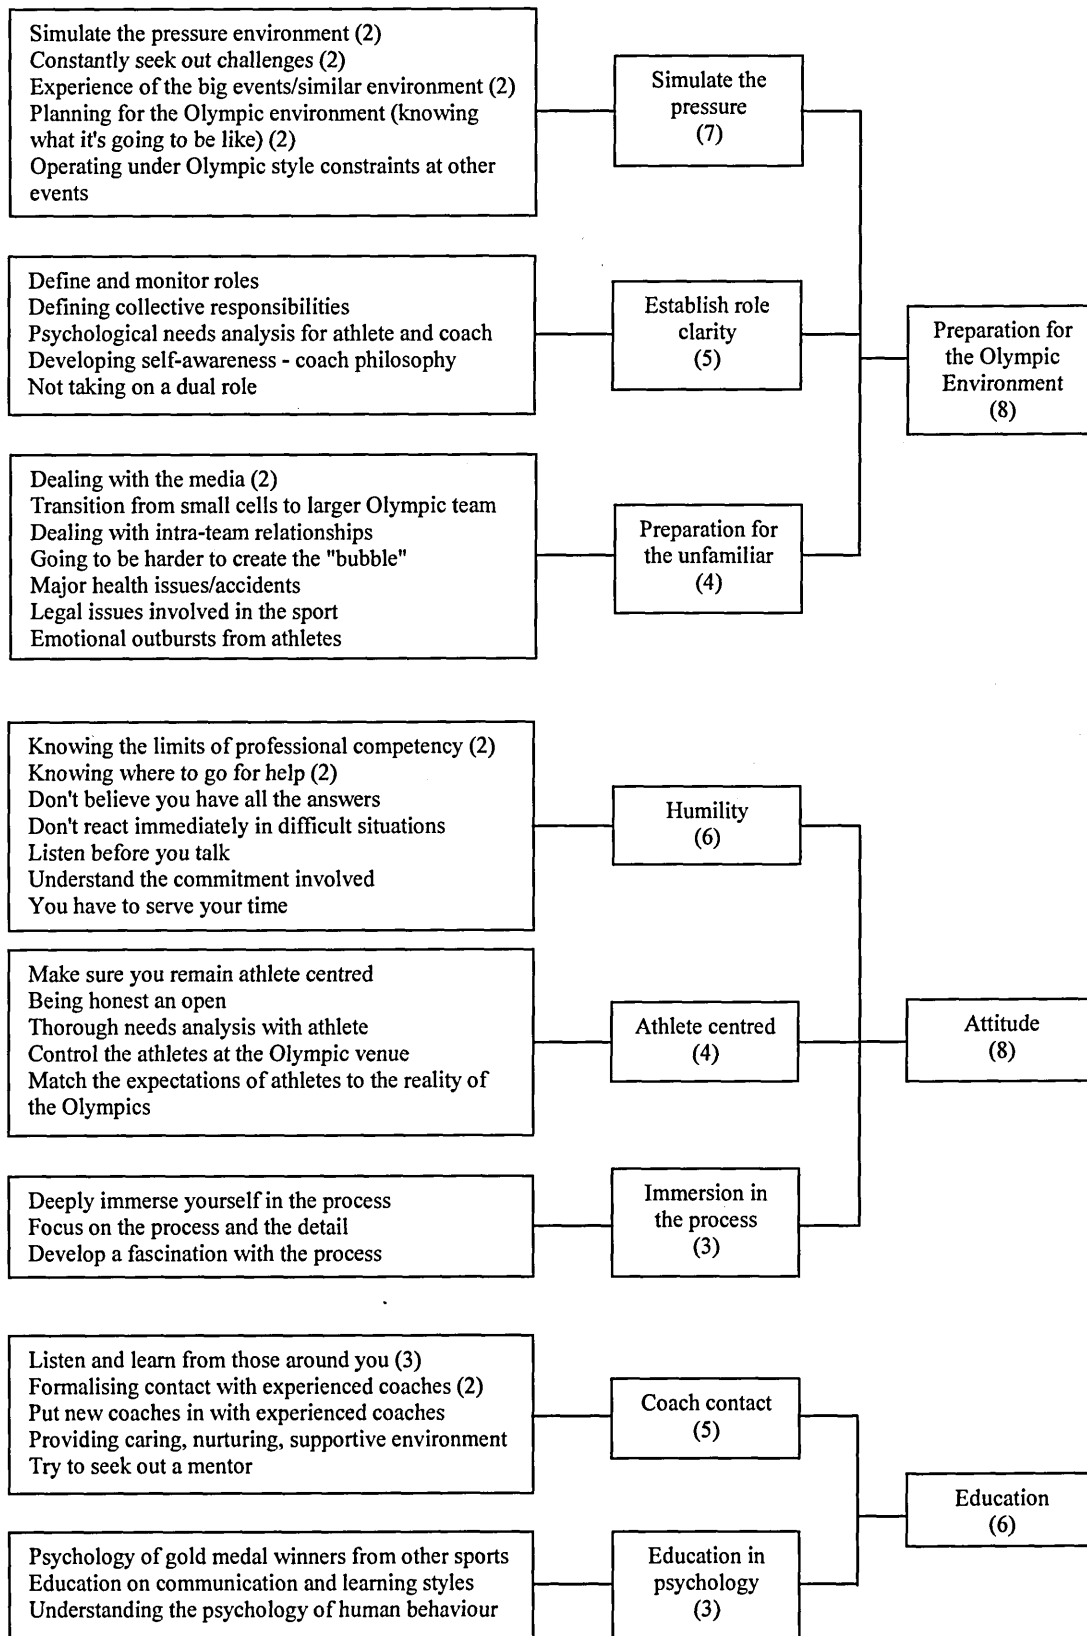 Simulate the pressure environment (2)
Constantly seek out challenges (2)
Experience of the big events/similar environment (2)
Planning for the Olympic environment (knowing
what it's going to be like) (2)
Operating under Olympic style constraints at other
events
Simulate the
pressure
(7)
Define and monitor roles
Defining collective responsibilities
Psychological needs analysis for athlete and coach
Developing self-awareness - coach philosophy
Not taking on a dual role
Establish role
clarity
(5)
Preparation for
the Olympic
Environment
(8)
Dealing with the media (2)
Transition from small cells to larger Olympic team
Dealing with intra-team relationships
Going to be harder to create the "bubble"
Major health issues/accidents
Legal issues involved in the sport
Emotional outbursts from athletes
Preparation for
the unfamiliar
(4)
Knowing the limits of professional competency (2)
Knowing where to go for help (2)
Don't believe you have all the answers
Don't react immediately in difficult situations
Listen before you talk
Understand the commitment involved
You have to serve your time
Humility
(6)
Make sure you remain athlete centred
Being honest an open
Thorough needs analysis with athlete
Control the athletes at the Olympic venue
Match the expectations of athletes to the reality of
the Olympics
Athlete centred
(4)
Attitude
(8)
Deeply immerse yourself in the process
Focus on the process and the detail
Develop a fascination with the process
Immersion in
the process
(3)
Listen and learn from those around you (3)
Formalising contact with experienced coaches (2)
Put new coaches in with experienced coaches
Providing caring, nurturing, supportive environment
Try to seek out a mentor
Coach contact
(5)
Education
(6)
Psychology of gold medal winners from other sports
Education on communication and learning styles
Understanding the psychology of human behaviour
Education in
psychology
(3)